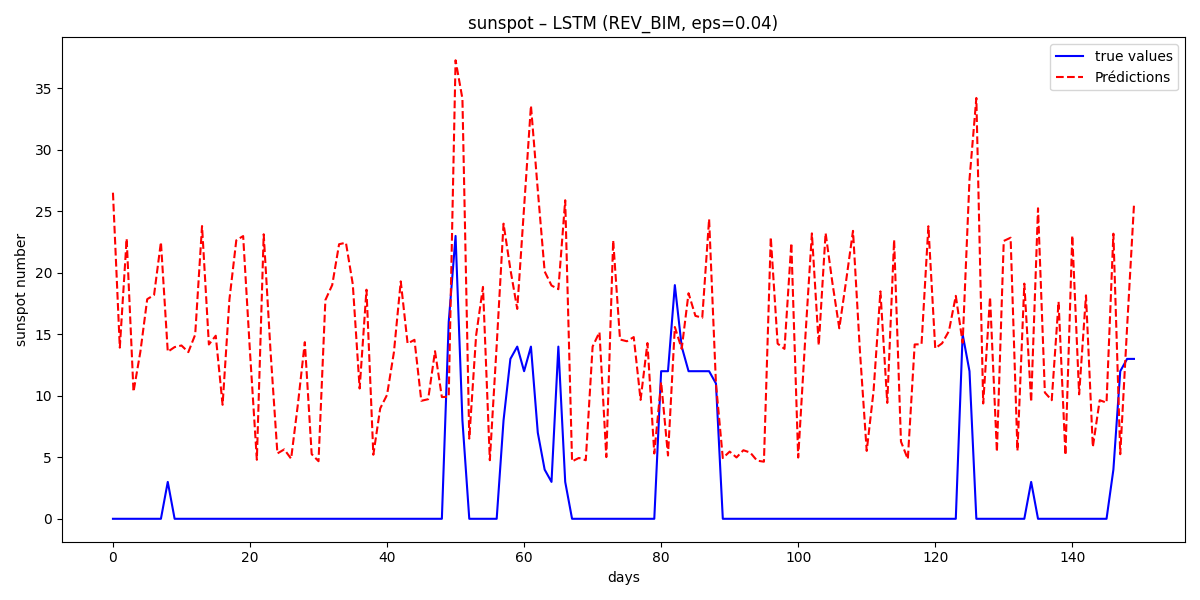 sunspot – LSTM (REV_BIM, eps=0.04)
true values
Prédictions
sunspot number
35
30
25
20
15
10
5
0
0 20 40 60 80 100 120 140
days